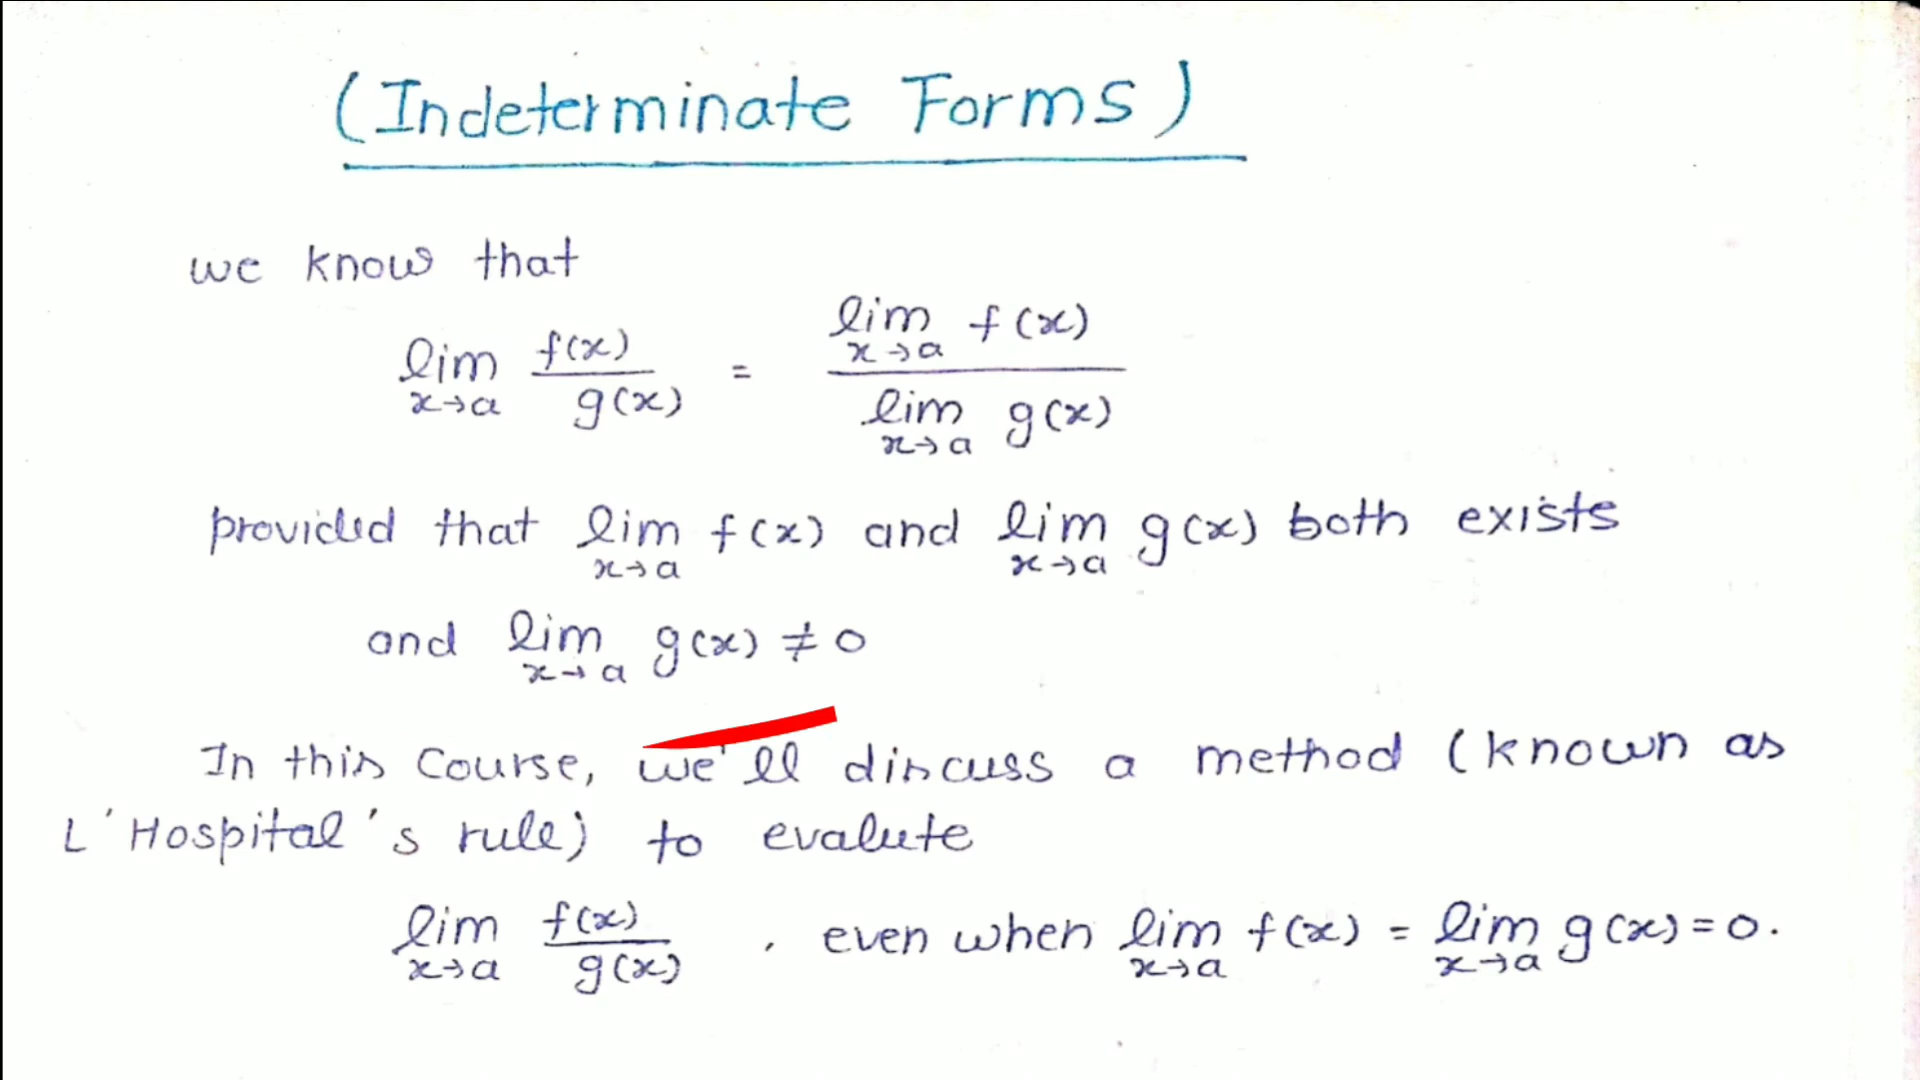 (Indeterminate Forms)
we know that
lim x→a f(x)/g(x) = lim x→a f(x) / lim x→a g(x)
provided that lim x→a f(x) and lim x→a g(x) both exists
and lim x→a g(x) ≠ 0
In this Course, we'll discuss a method (known as
L'Hospital's rule) to evalute
lim x→a f(x)/g(x) , even when lim x→a f(x) = lim x→a g(x) = 0.